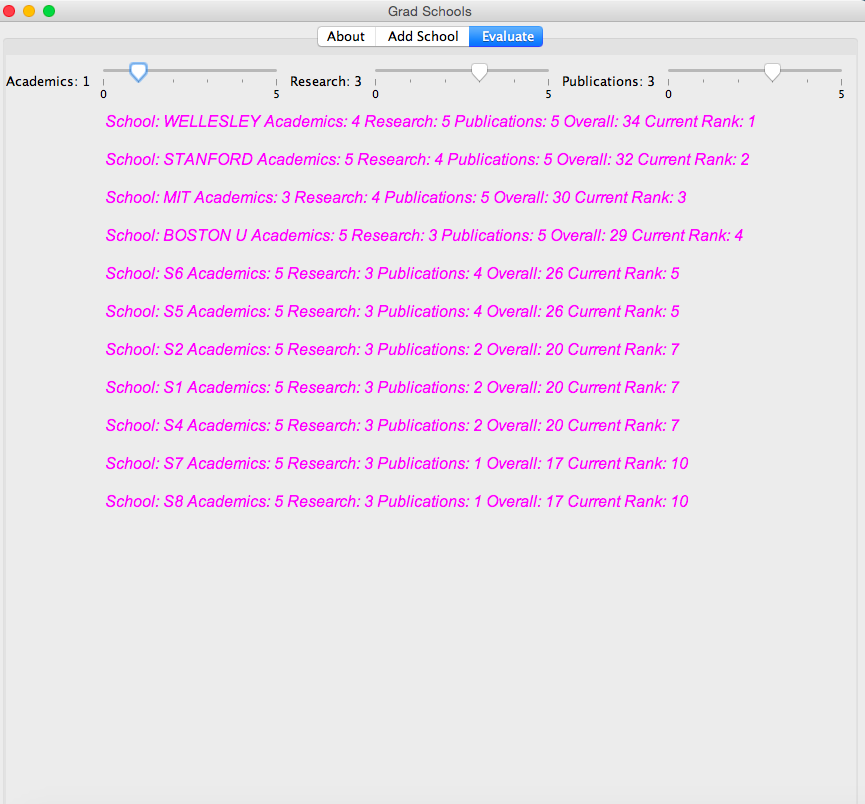 Grad Schools
About Add School Evaluate
Academics: 1 0 5 Research: 3 0 5 Publications: 3 0 5
School: WELLESLEY Academics: 4 Research: 5 Publications: 5 Overall: 34 Current Rank: 1
School: STANFORD Academics: 5 Research: 4 Publications: 5 Overall: 32 Current Rank: 2
School: MIT Academics: 3 Research: 4 Publications: 5 Overall: 30 Current Rank: 3
School: BOSTON U Academics: 5 Research: 3 Publications: 5 Overall: 29 Current Rank: 4
School: S6 Academics: 5 Research: 3 Publications: 4 Overall: 26 Current Rank: 5
School: S5 Academics: 5 Research: 3 Publications: 4 Overall: 26 Current Rank: 5
School: S2 Academics: 5 Research: 3 Publications: 2 Overall: 20 Current Rank: 7
School: S1 Academics: 5 Research: 3 Publications: 2 Overall: 20 Current Rank: 7
School: S4 Academics: 5 Research: 3 Publications: 2 Overall: 20 Current Rank: 7
School: S7 Academics: 5 Research: 3 Publications: 1 Overall: 17 Current Rank: 10
School: S8 Academics: 5 Research: 3 Publications: 1 Overall: 17 Current Rank: 10